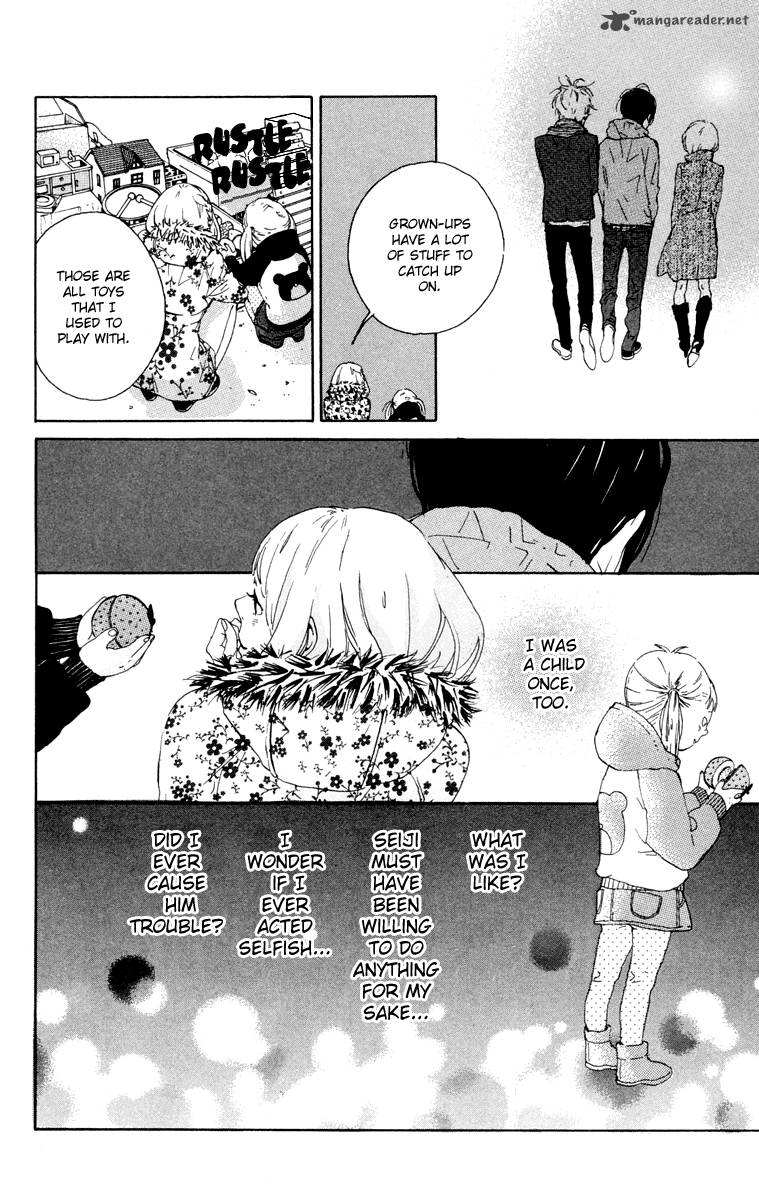 mangareader.net
GROWN-UPS
HAVE A LOT
OF STUFF TO
CATCH UP
ON.
RUSTLE
RUSTLE
THOSE ARE
ALL TOYS
THAT I
USED TO
PLAY WITH.
I WAS
A CHILD
ONCE,
TOO.
WHAT
WAS I
LIKE?
SEIJI
MUST
HAVE
BEEN
WILLING
TO DO
ANYTHING
FOR MY
SAKE...
I
WONDER
IF I
EVER
ACTED
SELFISH...
DID I
EVER
CAUSE
HIM
TROUBLE?